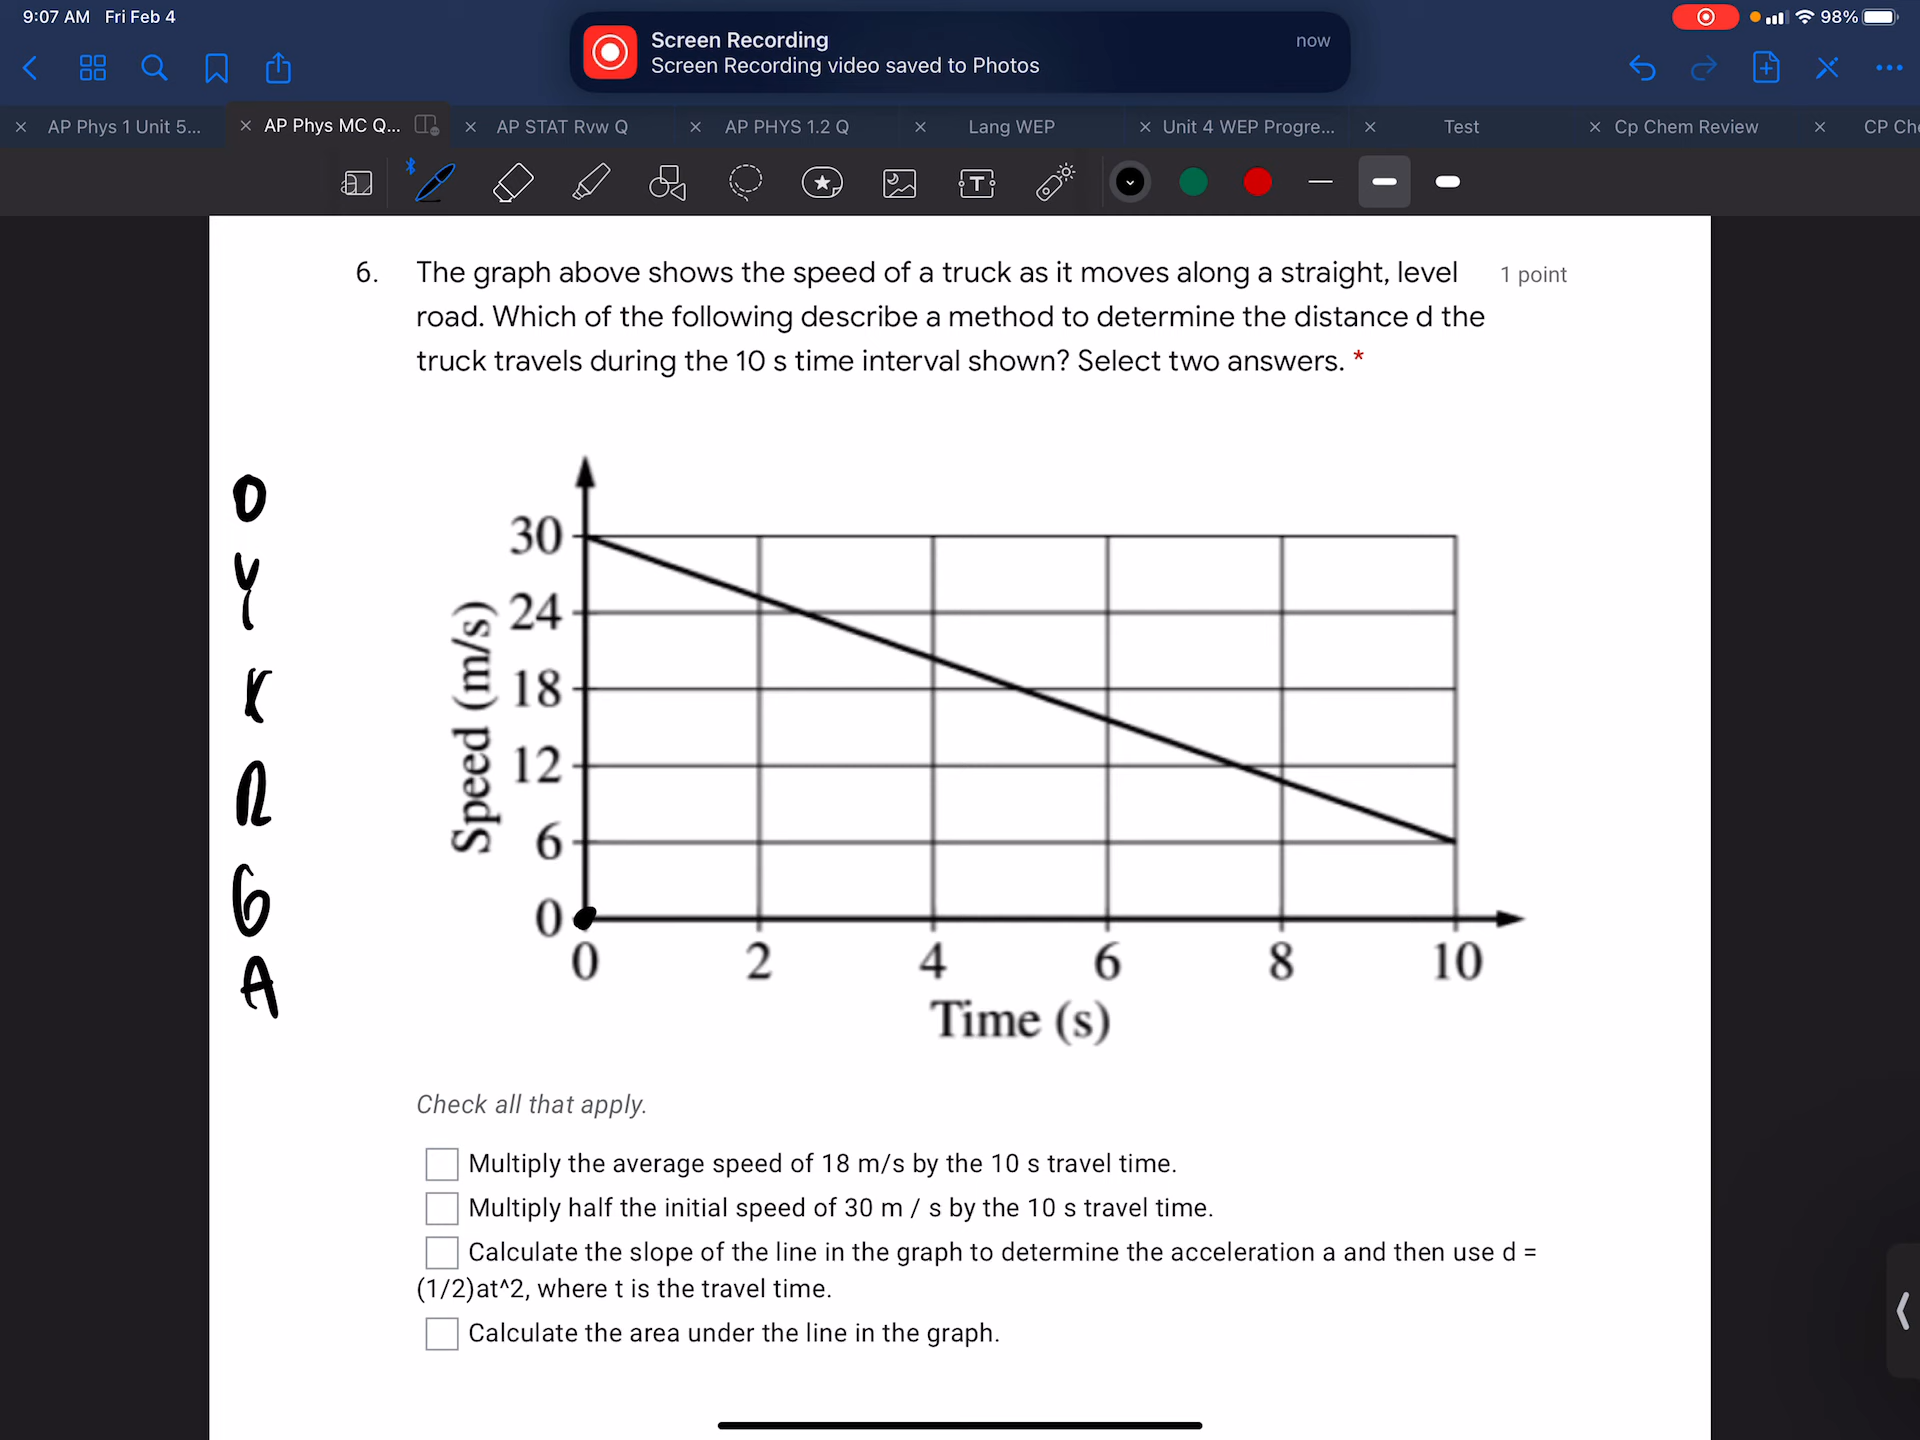 9:07 AM Fri Feb 4
98%
Screen Recording
now
Screen Recording video saved to Photos
AP Phys 1 Unit 5...
AP Phys MC Q...
AP STAT Rvw Q
AP PHYS 1.2 Q
Lang WEP
Unit 4 WEP Progre...
Test
Cp Chem Review
CP Che
T
6. The graph above shows the speed of a truck as it moves along a straight, level 1 point
road. Which of the following describe a method to determine the distance d the
truck travels during the 10 s time interval shown? Select two answers. *
O
Y
K
R
G
A
Speed (m/s)
30
24
18
12
6
0
0 2 4 6 8 10
Time (s)
Check all that apply.
Multiply the average speed of 18 m/s by the 10 s travel time.
Multiply half the initial speed of 30 m / s by the 10 s travel time.
Calculate the slope of the line in the graph to determine the acceleration a and then use d =
(1/2)at^2, where t is the travel time.
Calculate the area under the line in the graph.